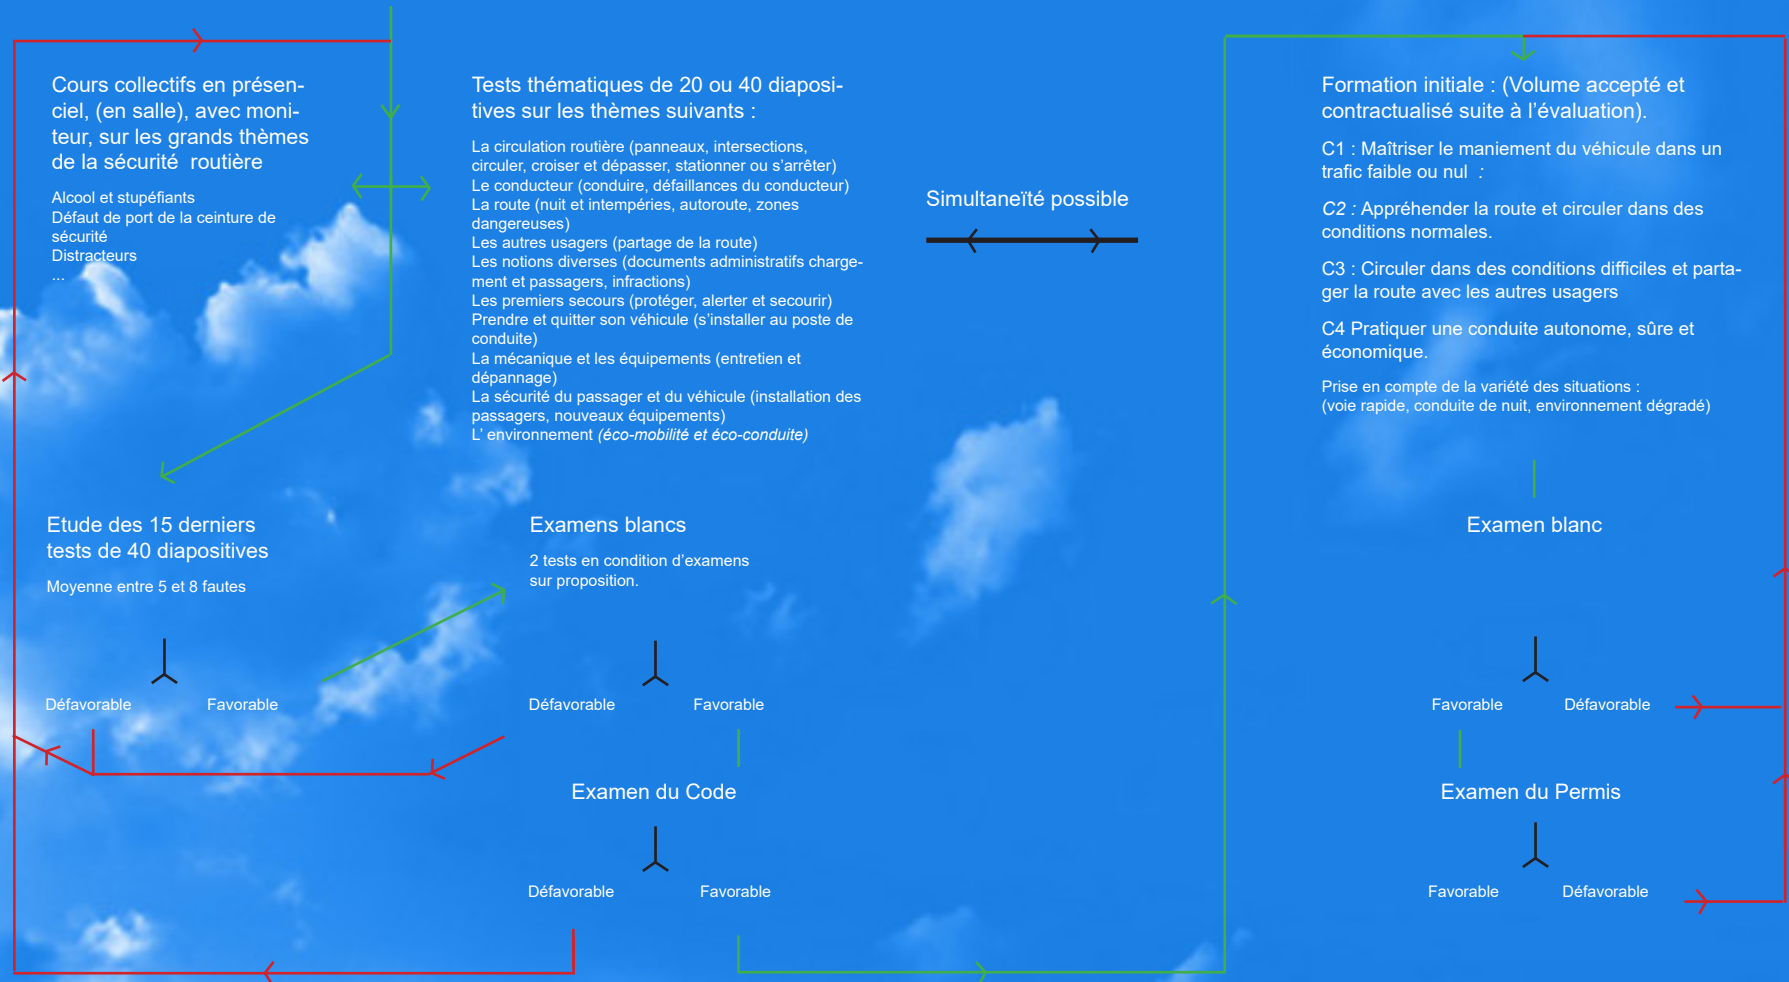 Cours collectifs en présen-
ciel, (en salle), avec moni-
teur, sur les grands thèmes
de la sécurité  routière
Alcool et stupéfiants
Défaut de port de la ceinture de
sécurité
Distracteurs
...
Tests thématiques de 20 ou 40 diaposi-
tives sur les thèmes suivants :
La circulation routière (panneaux, intersections,
circuler, croiser et dépasser, stationner ou s'arrêter)
Le conducteur (conduire, défaillances du conducteur)
La route (nuit et intempéries, autoroute, zones
dangereuses)
Les autres usagers (partage de la route)
Les notions diverses (documents administratifs charge-
ment et passagers, infractions)
Les premiers secours (protéger, alerter et secourir)
Prendre et quitter son véhicule (s'installer au poste de
conduite)
La mécanique et les équipements (entretien et
dépannage)
La sécurité du passager et du véhicule (installation des
passagers, nouveaux équipements)
L' environnement (éco-mobilité et éco-conduite)
Simultaneïté possible
Formation initiale : (Volume accepté et
contractualisé suite à l'évaluation).
C1 : Maîtriser le maniement du véhicule dans un
trafic faible ou nul  :
C2 : Appréhender la route et circuler dans des
conditions normales.
C3 : Circuler dans des conditions difficiles et parta-
ger la route avec les autres usagers
C4 Pratiquer une conduite autonome, sûre et
économique.
Prise en compte de la variété des situations :
(voie rapide, conduite de nuit, environnement dégradé)
Etude des 15 derniers
tests de 40 diapositives
Moyenne entre 5 et 8 fautes
Défavorable
Favorable
Examens blancs
2 tests en condition d'examens
sur proposition.
Défavorable
Favorable
Examen du Code
Défavorable
Favorable
Examen blanc
Favorable
Défavorable
Examen du Permis
Favorable
Défavorable